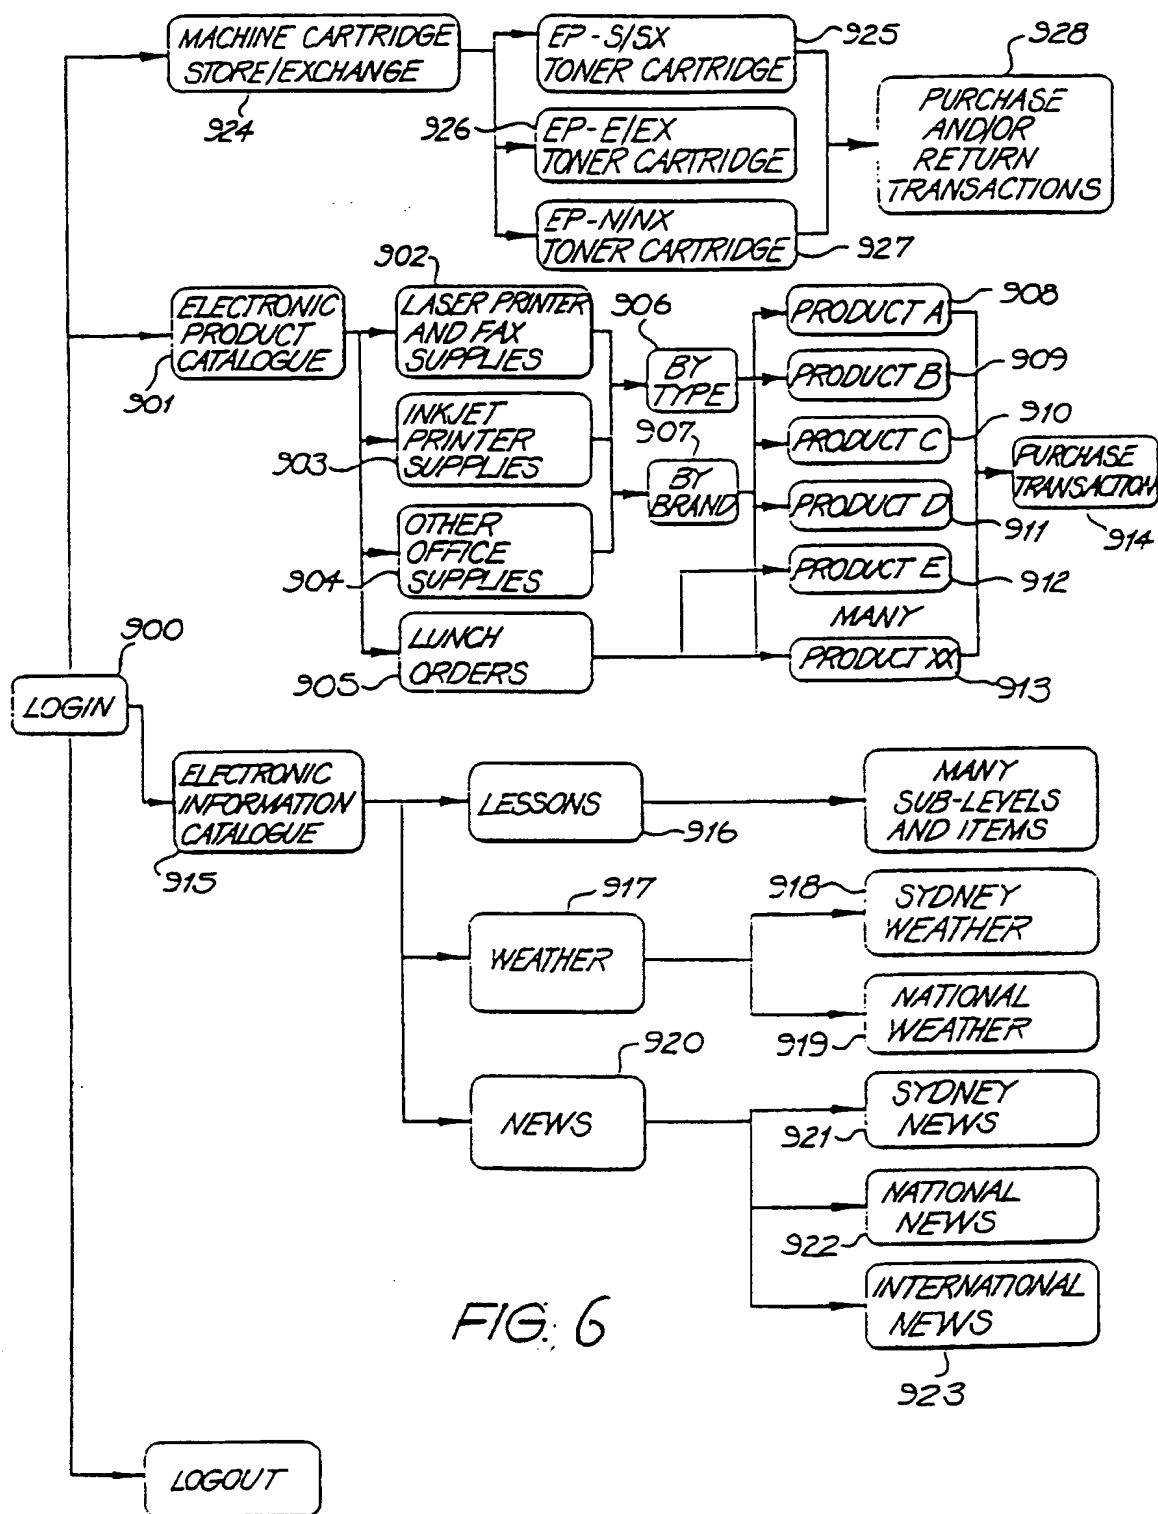 MACHINE CARTRIDGE
STORE/EXCHANGE
924
EP-S/SX
TONER CARTRIDGE
925
926
EP-E/EX
TONER CARTRIDGE
EP-N/NX
TONER CARTRIDGE
927
928
PURCHASE
AND/OR
RETURN
TRANSACTIONS
ELECTRONIC
PRODUCT
CATALOGUE
901
902
LASER PRINTER
AND FAX
SUPPLIES
INKJET
PRINTER
SUPPLIES
903
OTHER
OFFICE
SUPPLIES
904
LUNCH
ORDERS
905
906
BY
TYPE
907
BY
BRAND
PRODUCT A
908
PRODUCT B
909
PRODUCT C
910
PRODUCT D
911
PRODUCT E
912
MANY
PRODUCT XX
913
PURCHASE
TRANSACTION
914
900
LOGIN
ELECTRONIC
INFORMATION
CATALOGUE
915
LESSONS
916
MANY
SUB-LEVELS
AND ITEMS
917
WEATHER
918
SYDNEY
WEATHER
NATIONAL
WEATHER
919
920
NEWS
SYDNEY
NEWS
921
NATIONAL
NEWS
922
INTERNATIONAL
NEWS
923
FIG. 6
LOGOUT